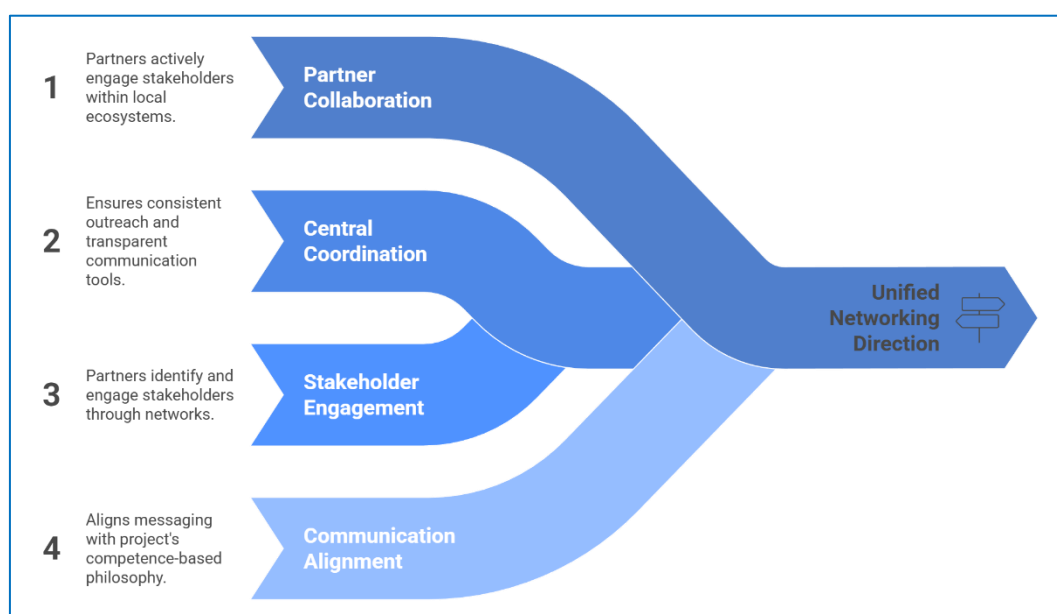 1
Partners actively
engage stakeholders
within local
ecosystems.
Partner
Collaboration
2
Ensures consistent
outreach and
transparent
communication
tools.
Central
Coordination
3
Partners identify and
engage stakeholders
through networks.
Stakeholder
Engagement
4
Aligns messaging
with project's
competence-based
philosophy.
Communication
Alignment
Unified
Networking
Direction